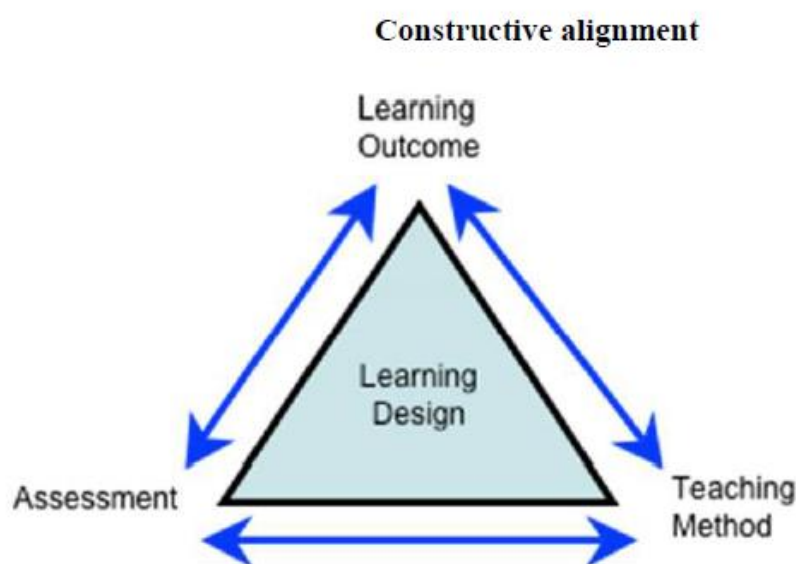 Constructive alignment
Learning
Outcome
Learning
Design
Assessment
Teaching
Method